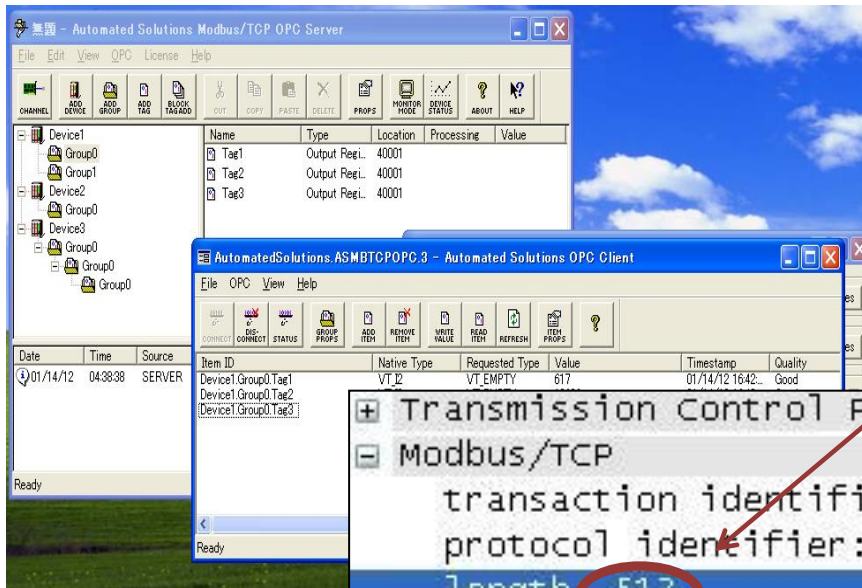 無題 - Automated Solutions Modbus/TCP OPC Server
File Edit View OPC License Help
CHANNEL ADD DEVICE ADD GROUP ADD TAG BLOCK TAG ADD CUT COPY PASTE DELETE PROPS MONITOR MODE DEVICE STATUS ABOUT HELP
Device1
Group0
Group1
Device2
Group0
Device3
Group0
Group0
Group0
Name Type Location Processing Value
Tag1 Output Regi... 40001
Tag2 Output Regi... 40001
Tag3 Output Regi... 40001
Date Time Source
01/14/12 04:38:38 SERVER
Ready
AutomatedSolutions.ASMBTCPOPC.3 - Automated Solutions OPC Client
File OPC View Help
CONNECT DIS-CONNECT STATUS GROUP PROPS ADD ITEM REMOVE ITEM WRITE VALUE READ ITEM REFRESH ITEM PROPS
Item ID Native Type Requested Type Value Timestamp Quality
Device1.Group0.Tag1 VT_I2 VT_EMPTY 617 01/14/12 16:42:... Good
Device1.Group0.Tag2
Device1.Group0.Tag3
Ready
Transmission Control P
Modbus/TCP
transaction identifi
protocol identifier:
length 513